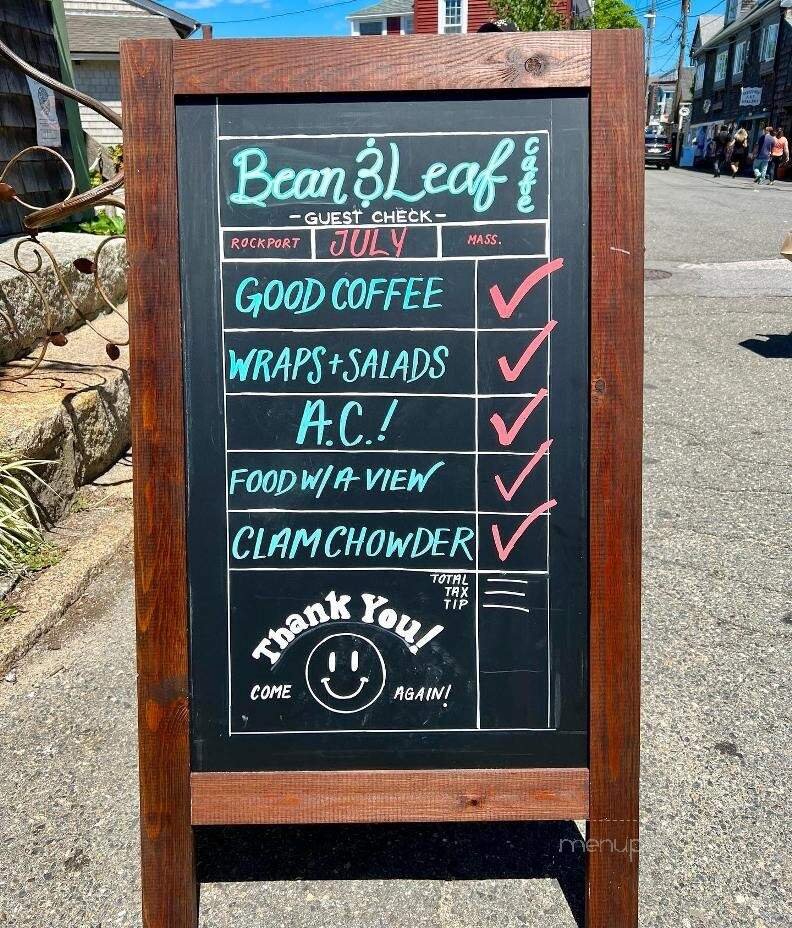 Bean & Leaf cafe
- GUEST CHECK -
ROCKPORT JULY MASS.
GOOD COFFEE
WRAPS + SALADS
A.C.!
FOOD W/ A VIEW
CLAM CHOWDER
TOTAL
TAX
TIP
Thank You!
COME AGAIN!